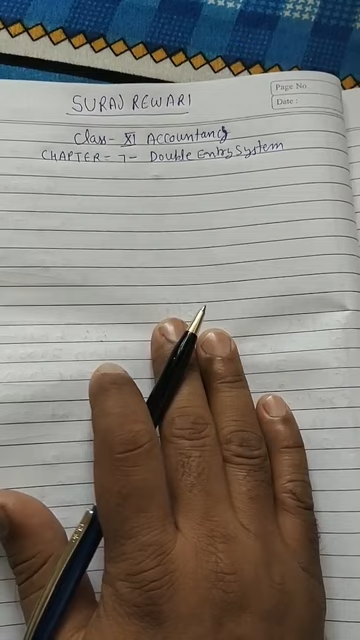 SURAJ REWARI
Page No
Date :
Class- XI Accountancy
CHAPTER = 7 - Double Entry System